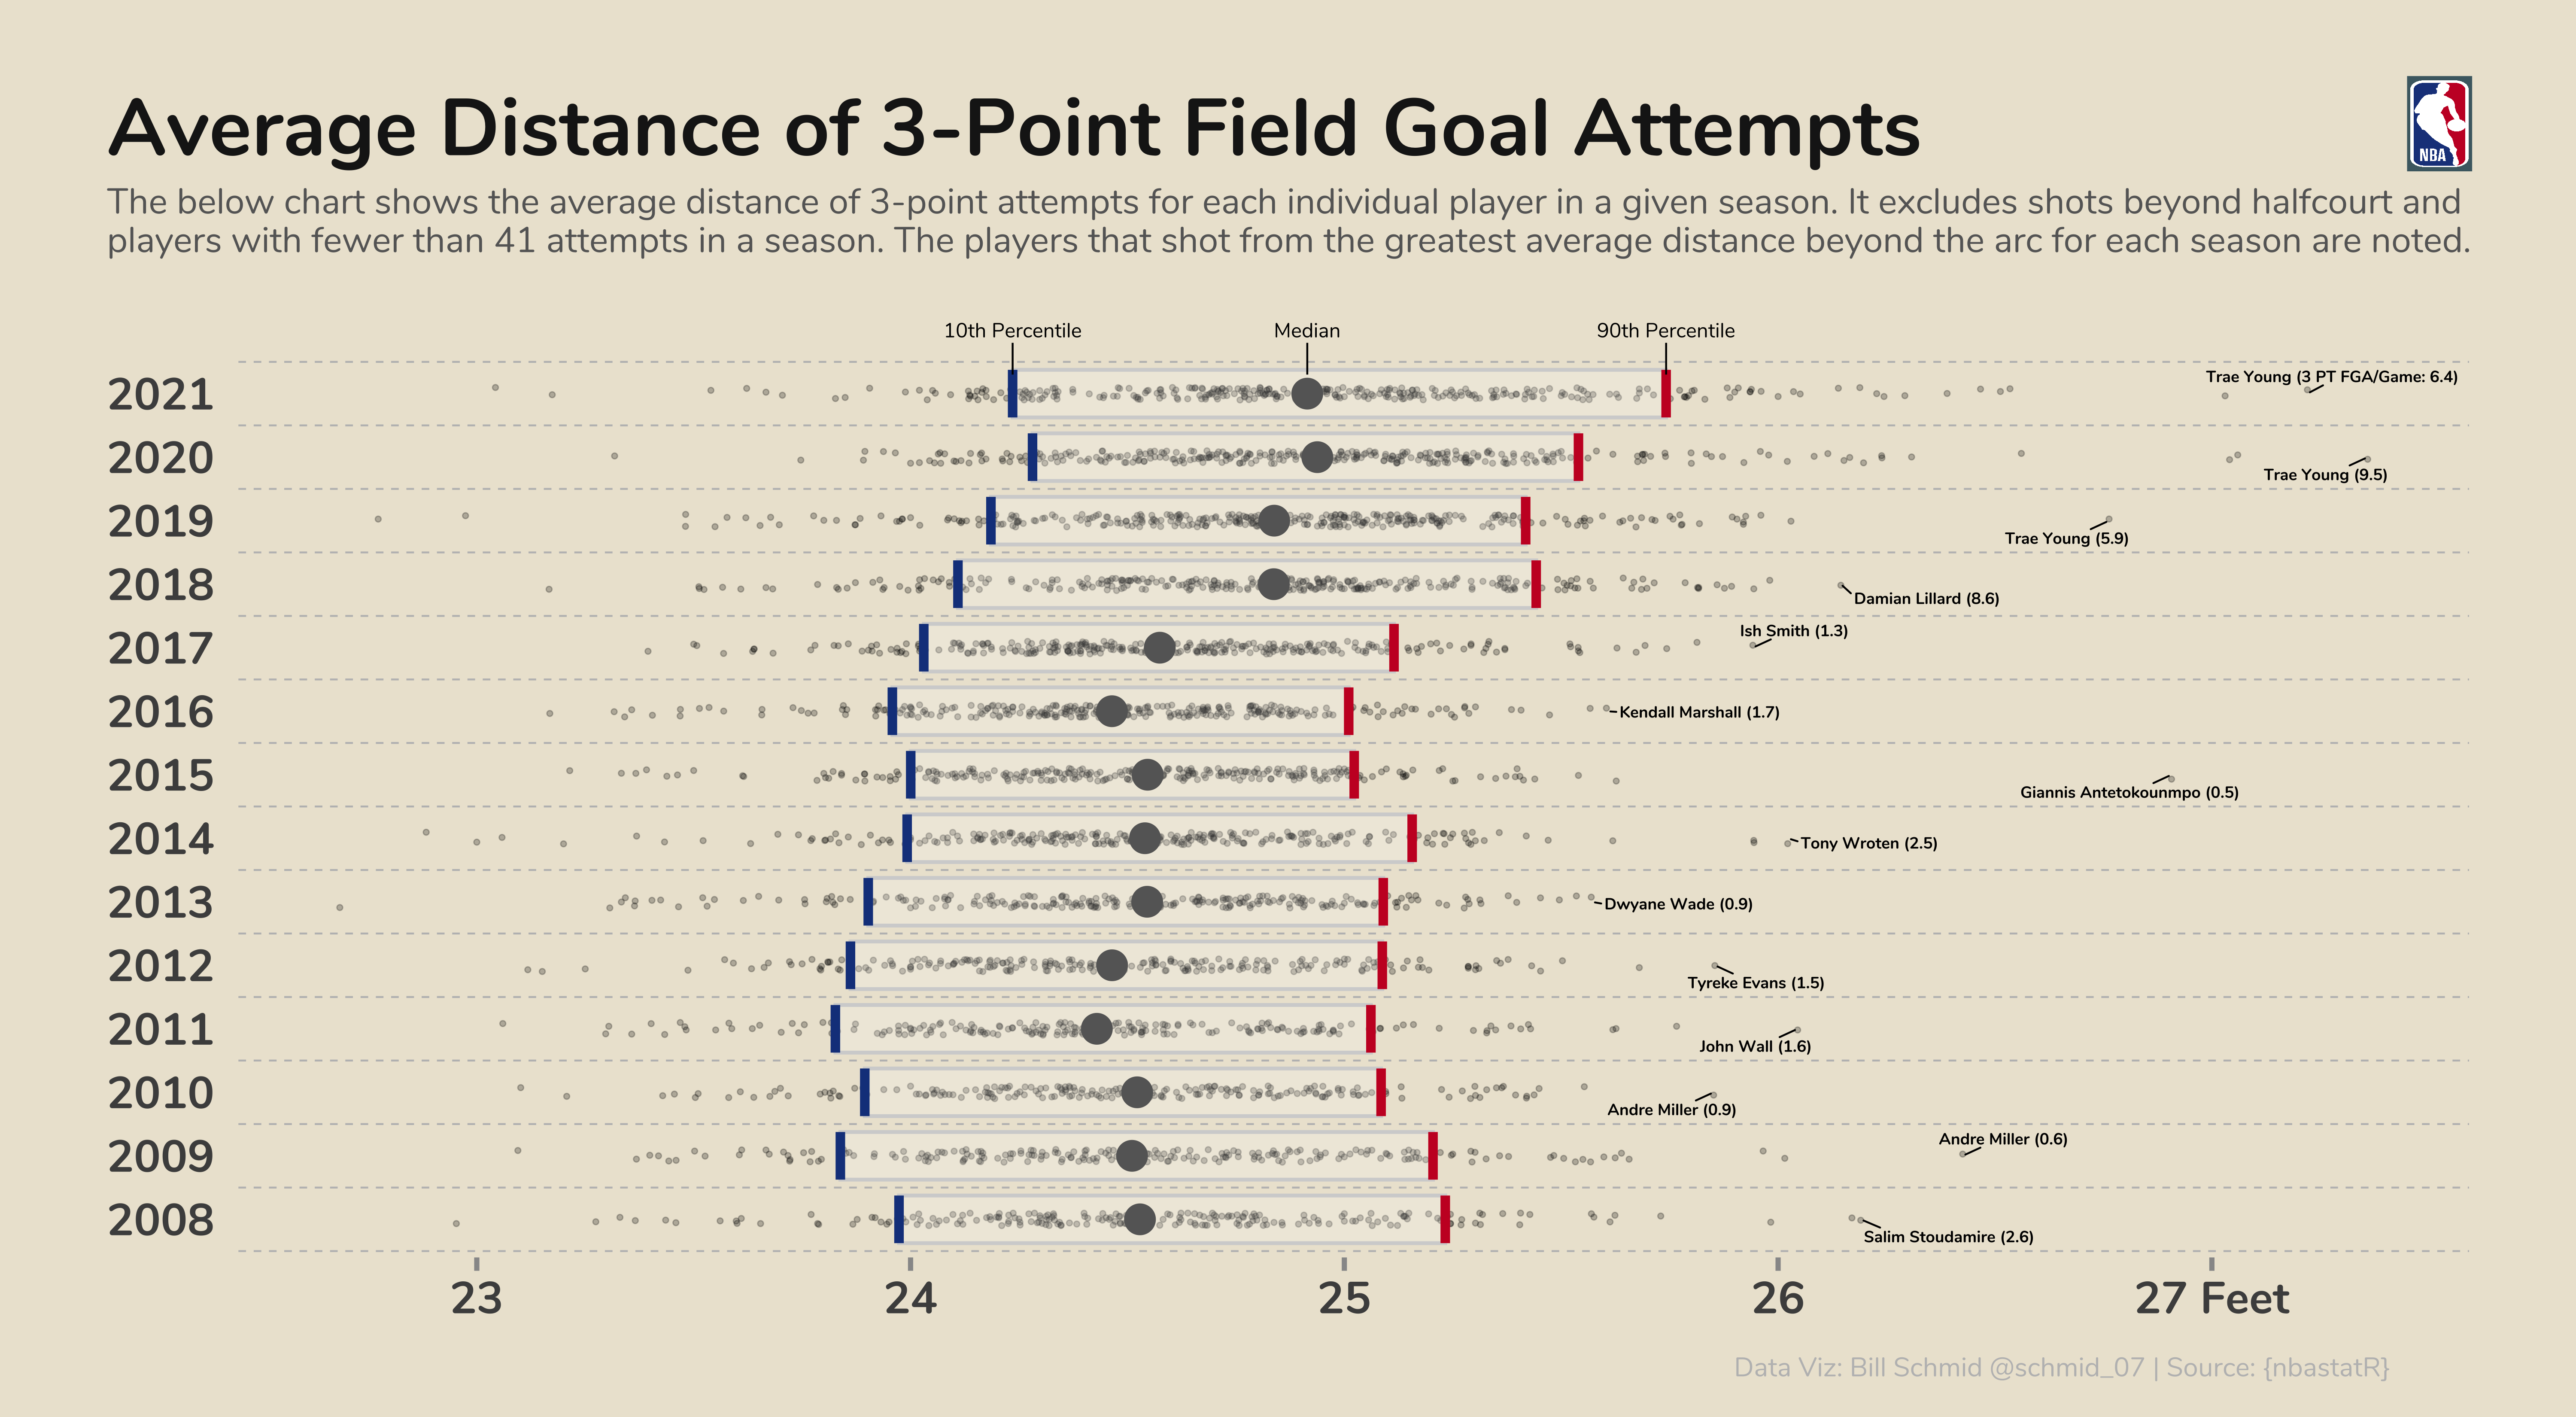 Average Distance of 3-Point Field Goal Attempts
NBA
The below chart shows the average distance of 3-point attempts for each individual player in a given season. It excludes shots beyond halfcourt and
players with fewer than 41 attempts in a season. The players that shot from the greatest average distance beyond the arc for each season are noted.
10th Percentile
Median
90th Percentile
2021
Trae Young (3 PT FGA/Game: 6.4)
2020
Trae Young (9.5)
2019
Trae Young (5.9)
2018
Damian Lillard (8.6)
2017
Ish Smith (1.3)
2016
Kendall Marshall (1.7)
2015
Giannis Antetokounmpo (0.5)
2014
Tony Wroten (2.5)
2013
Dwyane Wade (0.9)
2012
Tyreke Evans (1.5)
2011
John Wall (1.6)
2010
Andre Miller (0.9)
2009
Andre Miller (0.6)
2008
Salim Stoudamire (2.6)
23
24
25
26
27 Feet
Data Viz: Bill Schmid @schmid_07 | Source: {nbastatR}